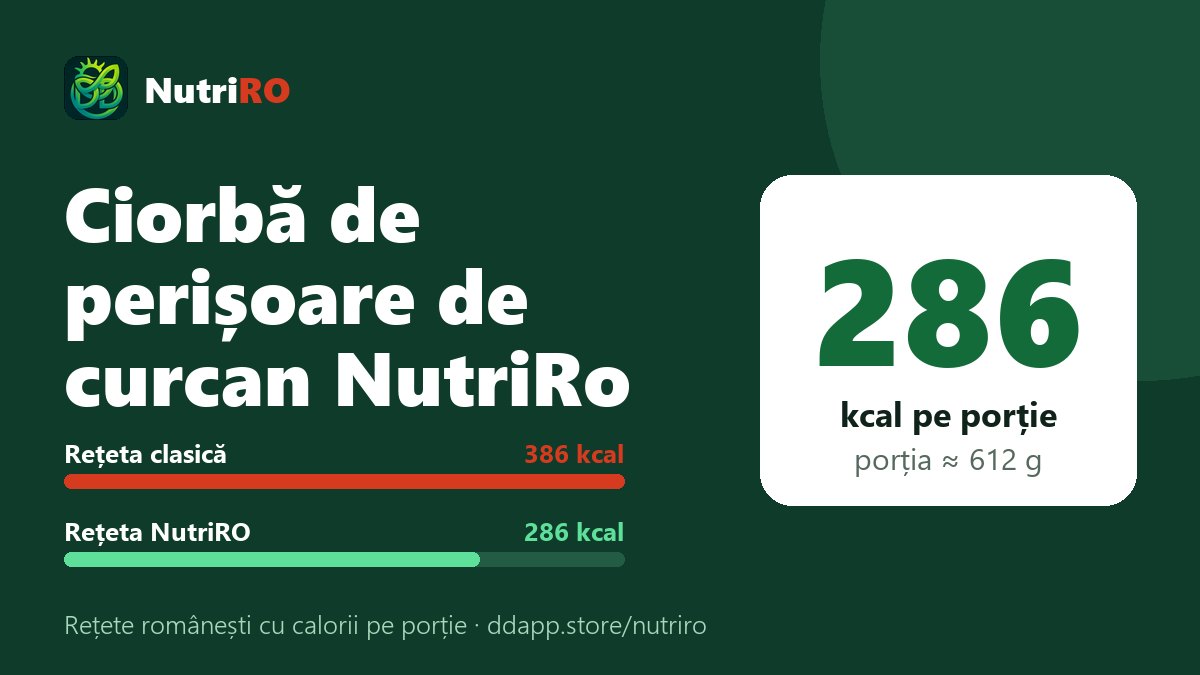 NutriRO
Ciorbă de
perișoare de
curcan NutriRo
Rețeta clasică 386 kcal
Rețeta NutriRO 286 kcal
286
kcal pe porție
porția ≈ 612 g
Rețete românești cu calorii pe porție · ddapp.store/nutriro